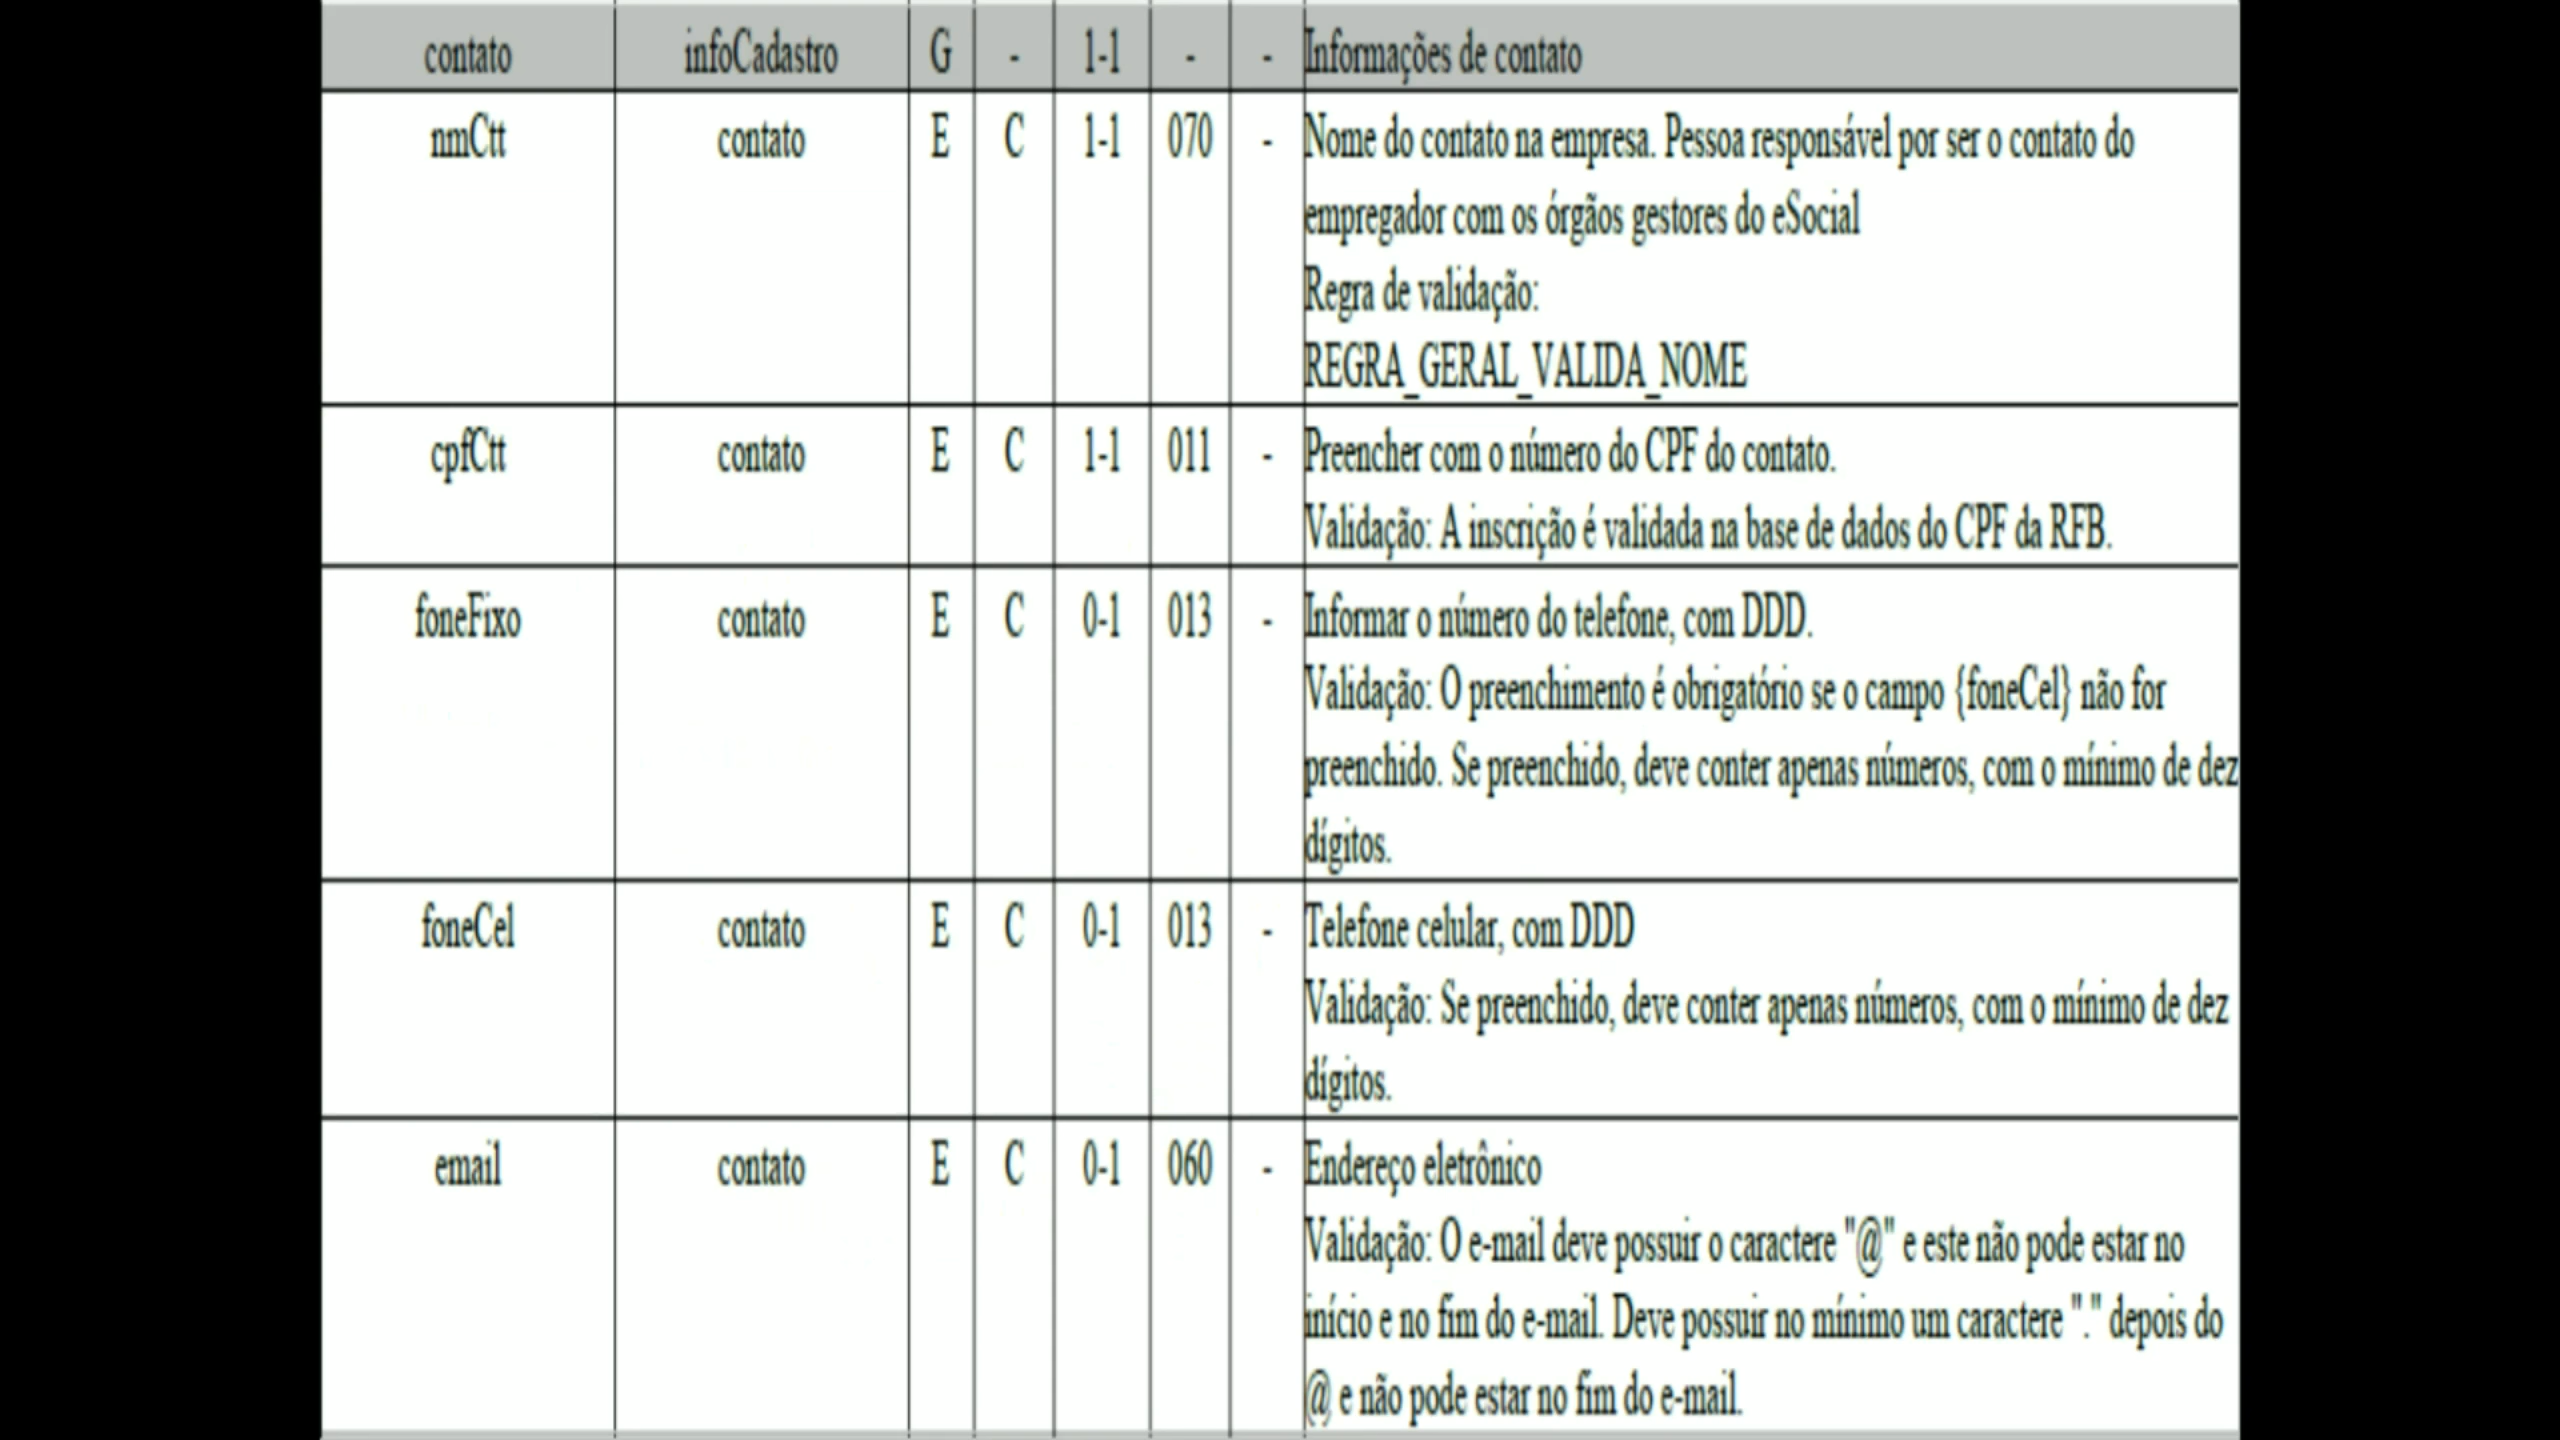 contato infoCadastro G - 1-1 - - Informações de contato
nmCtt contato E C 1-1 070 - Nome do contato na empresa. Pessoa responsável por ser o contato do
empregador com os órgãos gestores do eSocial
Regra de validação:
REGRA_GERAL_VALIDA_NOME
cpfCtt contato E C 1-1 011 - Preencher com o número do CPF do contato.
Validação: A inscrição é validada na base de dados do CPF da RFB.
foneFixo contato E C 0-1 013 - Informar o número do telefone, com DDD.
Validação: O preenchimento é obrigatório se o campo {foneCel} não for
preenchido. Se preenchido, deve conter apenas números, com o mínimo de dez
dígitos.
foneCel contato E C 0-1 013 - Telefone celular, com DDD
Validação: Se preenchido, deve conter apenas números, com o mínimo de dez
dígitos.
email contato E C 0-1 060 - Endereço eletrônico
Validação: O e-mail deve possuir o caractere "@" e este não pode estar no
início e no fim do e-mail. Deve possuir no mínimo um caractere "." depois do
@ e não pode estar no fim do e-mail.